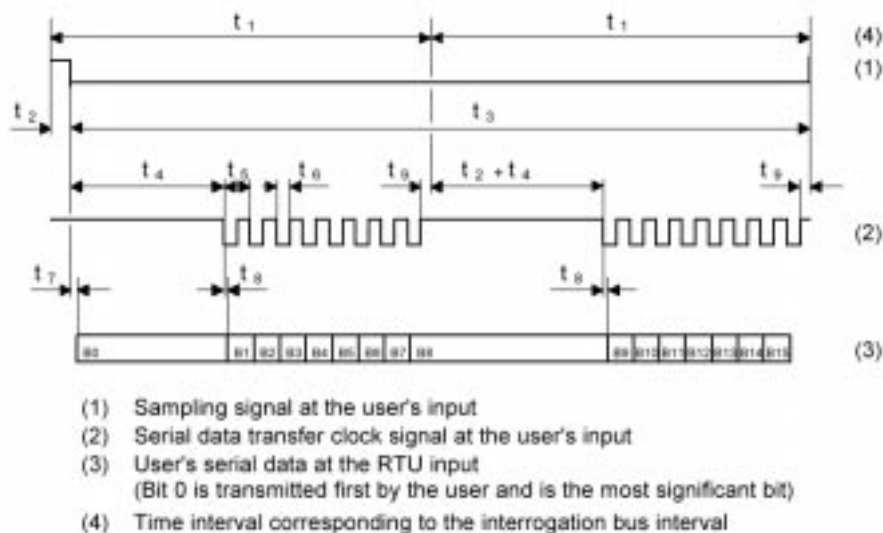 t1 t1 (4)
(1)
t2 t3
t4 t5 t6 t9 t2 + t4 t9
(2)
t7 t8 t8
B0 B1 B2 B3 B4 B5 B6 B7 B8 B9 B10 B11 B12 B13 B14 B15 (3)
(1) Sampling signal at the user's input
(2) Serial data transfer clock signal at the user's input
(3) User's serial data at the RTU input
(Bit 0 is transmitted first by the user and is the most significant bit)
(4) Time interval corresponding to the interrogation bus interval